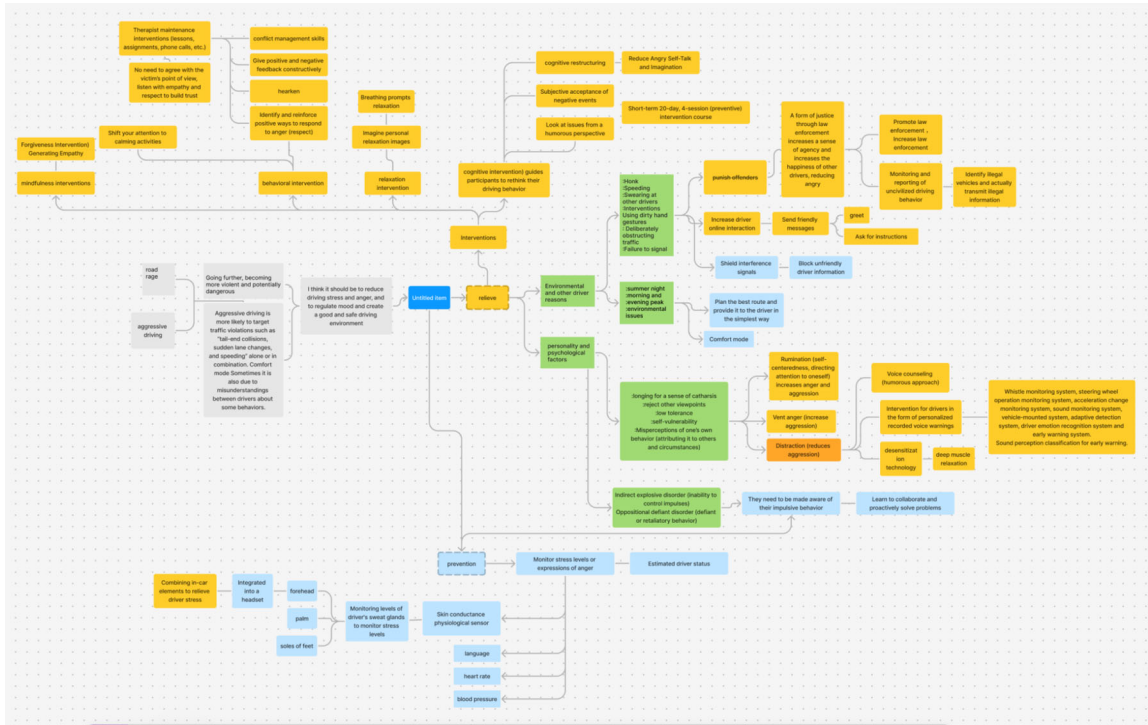 Therapist maintenance
interventions (lessons,
assignments, phone calls, etc.)
conflict management skills
Give positive and negative
feedback constructively
No need to agree with the
victim's point of view,
listen with empathy and
respect to build trust
hearken
Identify and reinforce
positive ways to respond
to anger (respect)
Shift your attention to
calming activities
Forgiveness Intervention)
Generating Empathy
mindfulness interventions
behavioral intervention
Breathing prompts
relaxation
Imagine personal
relaxation images
relaxation
intervention
cognitive restructuring
Reduce Angry Self-Talk
and Imagination
Subjective acceptance of
negative events
Look at issues from a
humorous perspective
Short-term 20-day, 4-session (preventive)
intervention course
cognitive intervention) guides
participants to rethink their
driving behavior
Interventions
:Honk
:Speeding
:Swearing at
other drivers
:Interventions
Using dirty hand
gestures
: Deliberately
obstructing
traffic
:Failure to signal
punish offenders
A form of justice
through law
enforcement
increases a sense
of agency and
increases the
happiness of other
drivers, reducing
angry
Promote law
enforcement ,
increase law
enforcement
Monitoring and
reporting of
uncivilized driving
behavior
Identify illegal
vehicles and actually
transmit illegal
information
Increase driver
online interaction
Send friendly
messages
greet
Ask for instructions
Shield interference
signals
Block unfriendly
driver information
road
rage
aggressive
driving
Going further, becoming
more violent and potentially
dangerous
Aggressive driving is
more likely to target
traffic violations such as
"tail-end collisions,
sudden lane changes,
and speeding" alone or in
combination. Comfort
mode Sometimes it is
also due to
misunderstandings
between drivers about
some behaviors.
I think it should be to reduce
driving stress and anger, and
to regulate mood and create
a good and safe driving
environment
Untitled item
relieve
Environmental
and other driver
reasons
:summer night
:morning and
evening peak
:environmental
issues
Plan the best route and
provide it to the driver in
the simplest way
Comfort mode
personality and
psychological
factors
:longing for a sense of catharsis
:reject other viewpoints
:low tolerance
:self-vulnerability
:Misperceptions of one's own
behavior (attributing it to others
and circumstances)
Rumination (self-
centeredness, directing
attention to oneself)
increases anger and
aggression
Vent anger (increase
aggression)
Distraction (reduces
aggression)
Voice counseling
(humorous approach)
Intervention for drivers in
the form of personalized
recorded voice warnings
desensitizat
ion
technology
deep muscle
relaxation
Whistle monitoring system, steering wheel
operation monitoring system, acceleration change
monitoring system, sound monitoring system,
vehicle-mounted system, adaptive detection
system, driver emotion recognition system and
early warning system.
Sound perception classification for early warning.
Indirect explosive disorder (inability to
control impulses)
Oppositional defiant disorder (defiant
or retaliatory behavior)
They need to be made aware of
their impulsive behavior
Learn to collaborate and
proactively solve problems
prevention
Monitor stress levels or
expressions of anger
Estimated driver status
Combining in-car
elements to relieve
driver stress
Integrated
into a
headset
forehead
palm
soles of feet
Monitoring levels of
driver's sweat glands
to monitor stress
levels
Skin conductance
physiological sensor
language
heart rate
blood pressure